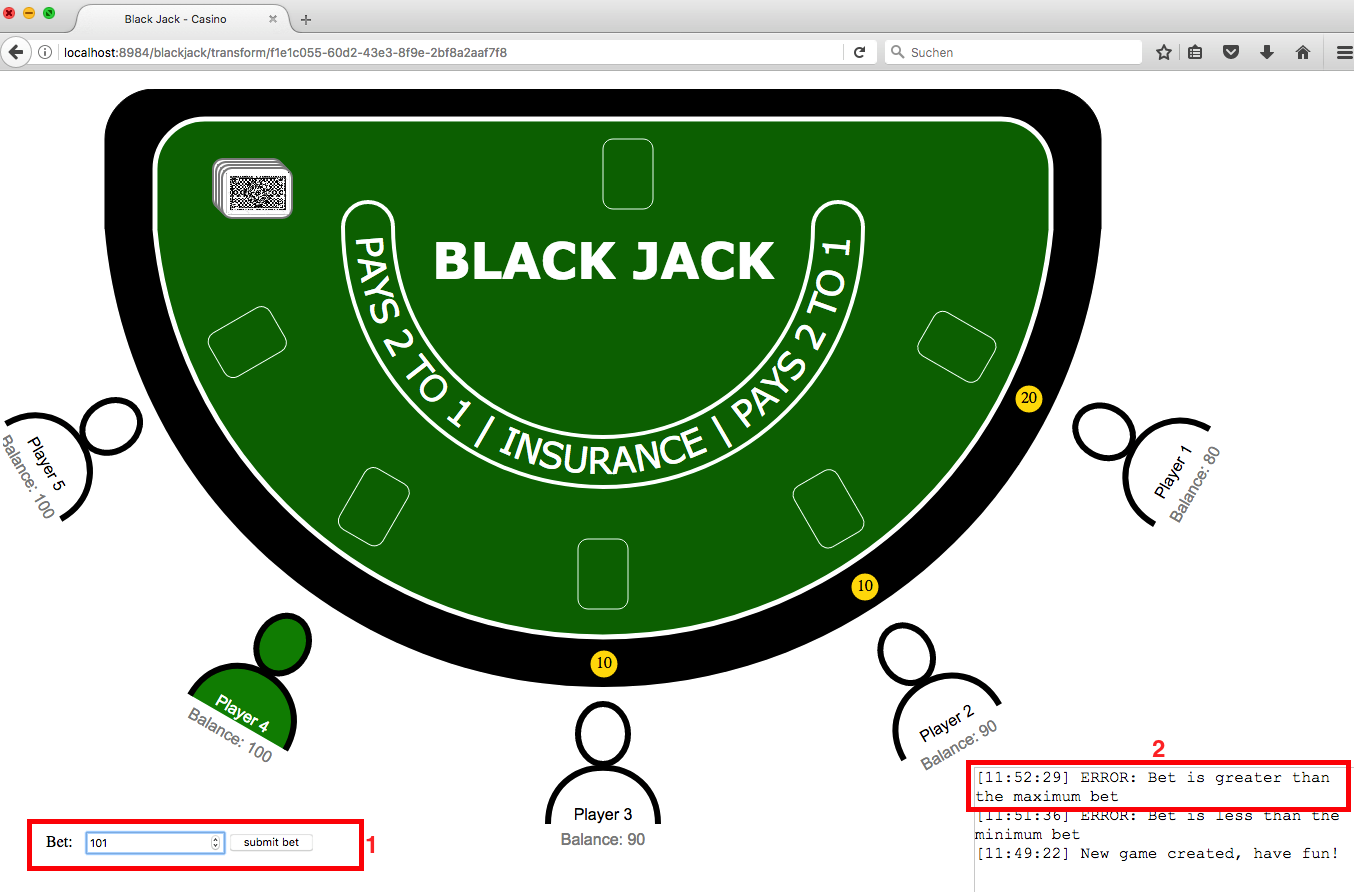 Black Jack - Casino
localhost:8984/blackjack/transform/f1e1c055-60d2-43e3-8f9e-2bf8a2aaf7f8
Suchen
BLACK JACK
PAYS 2 TO 1 | INSURANCE | PAYS 2 TO 1
20
10
10
Player 5
Balance: 100
Player 1
Balance: 80
Player 4
Balance: 100
Player 2
Balance: 90
Player 3
Balance: 90
2
[11:52:29] ERROR: Bet is greater than
the maximum bet
[11:51:36] ERROR: Bet is less than the
minimum bet
[11:49:22] New game created, have fun!
Bet: 101 submit bet
1